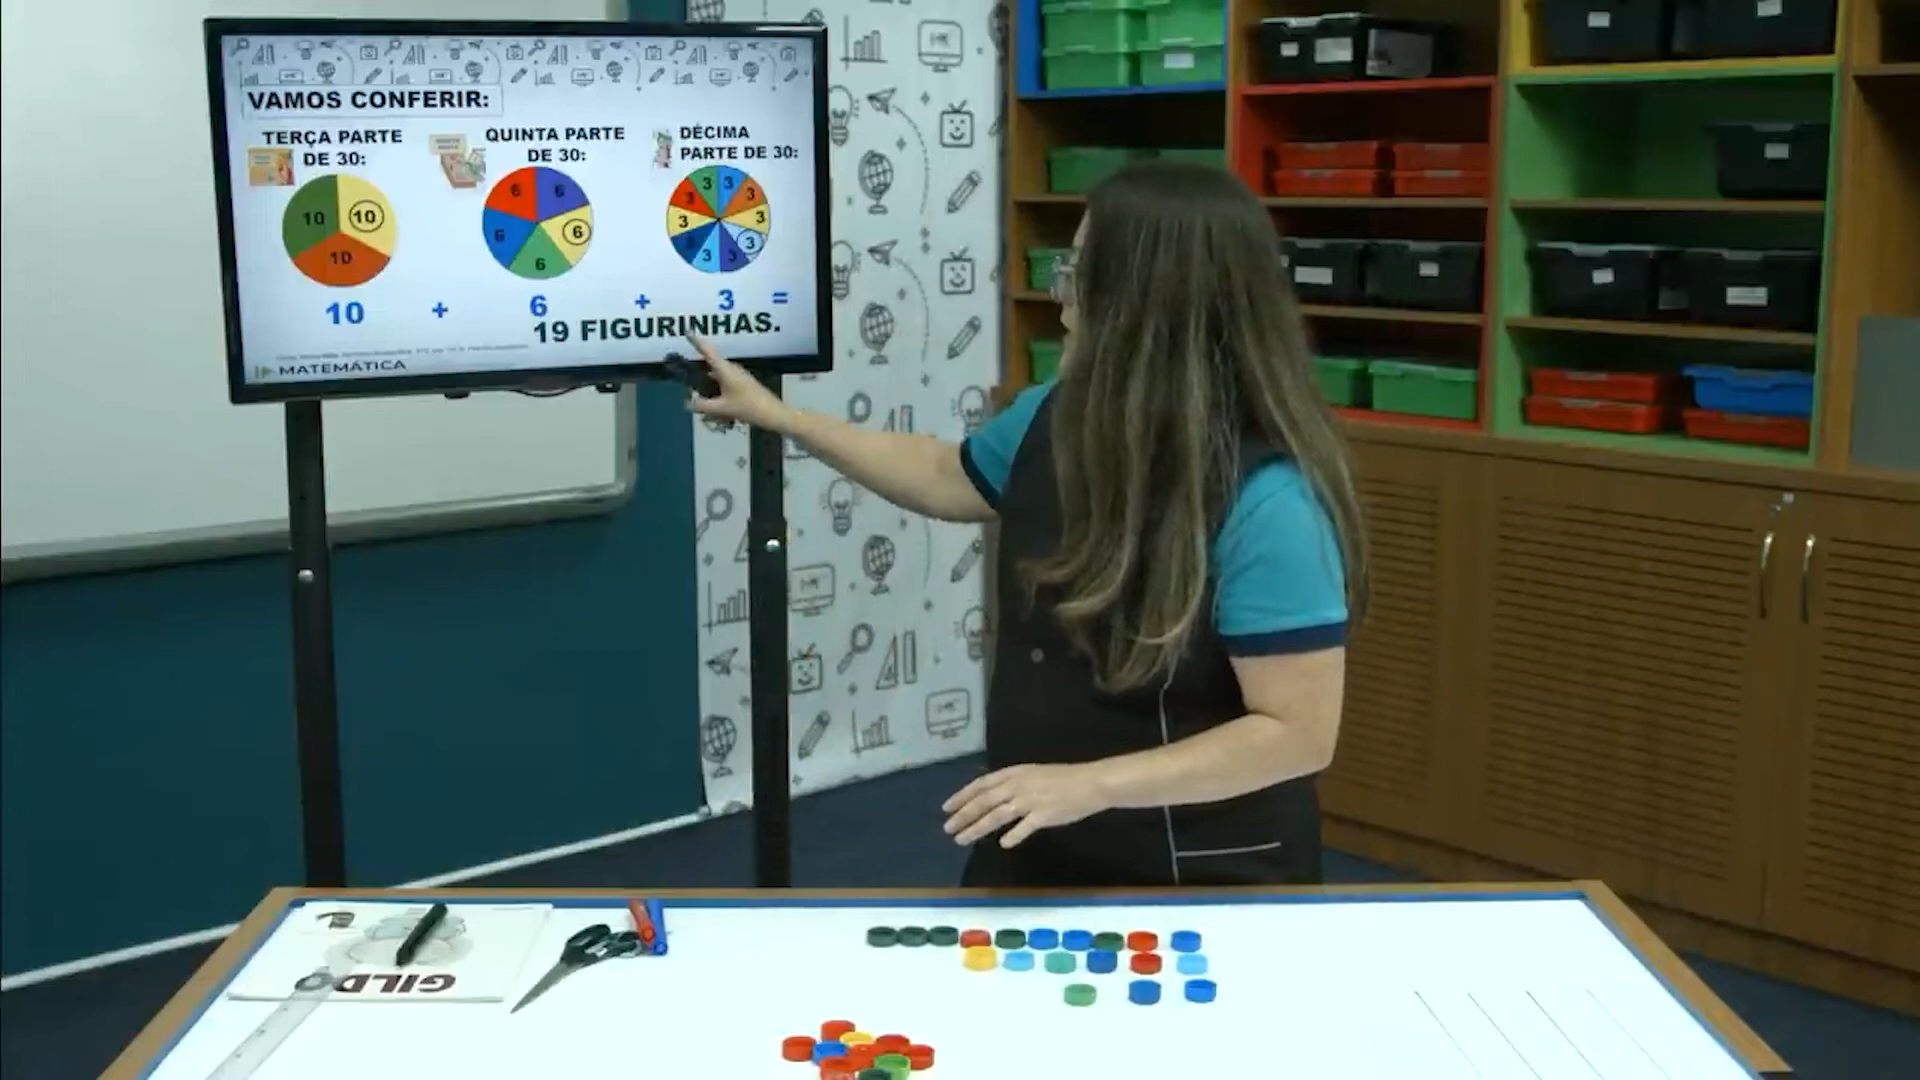 VAMOS CONFERIR:
TERÇA PARTE
DE 30:
QUINTA PARTE
DE 30:
DÉCIMA
PARTE DE 30:
10 10 10
6 6 6 6 6
3 3 3 3 3 3 3 3 3
10 + 6 + 3 =
19 FIGURINHAS.
MATEMÁTICA
GILDO